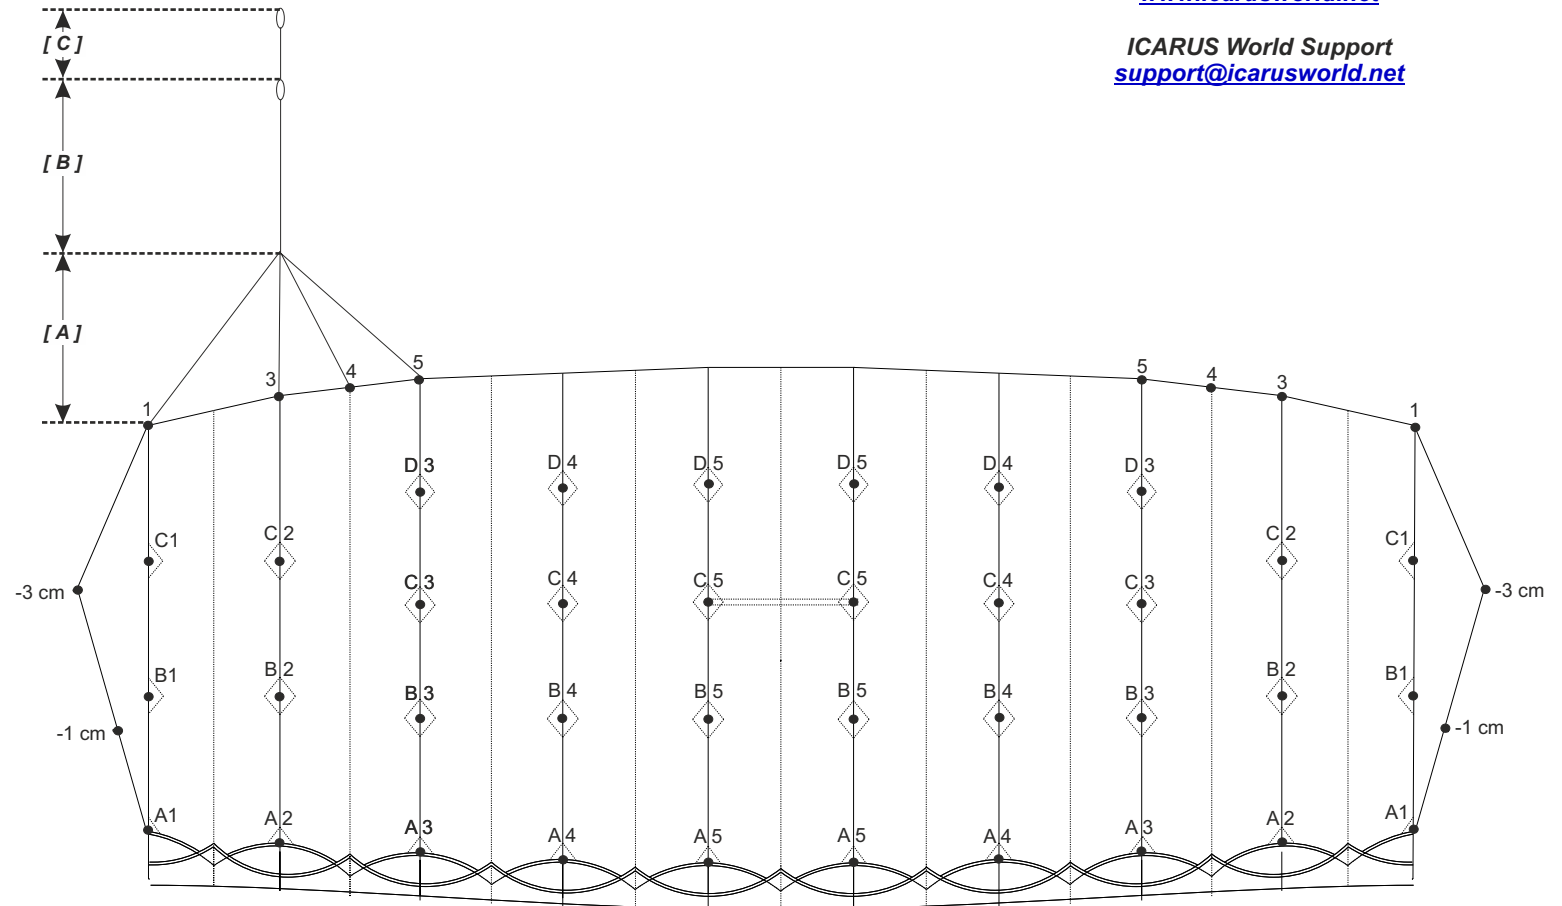 ICARUS World Support
support@icarusworld.net
[ C ]
[ B ]
[ A ]
1 3 4 5 5 4 3 1
D 3 D 4 D 5 D 5 D 4 D 3
C1 C 2 C 2 C1
-3 cm C 3 C 4 C 5 C 5 C 4 C 3 -3 cm
B1 B 2 B 2 B1
B 3 B 4 B 5 B 5 B 4 B 3
-1 cm -1 cm
A1 A 2 A 3 A 4 A 5 A 5 A 4 A 3 A 2 A1